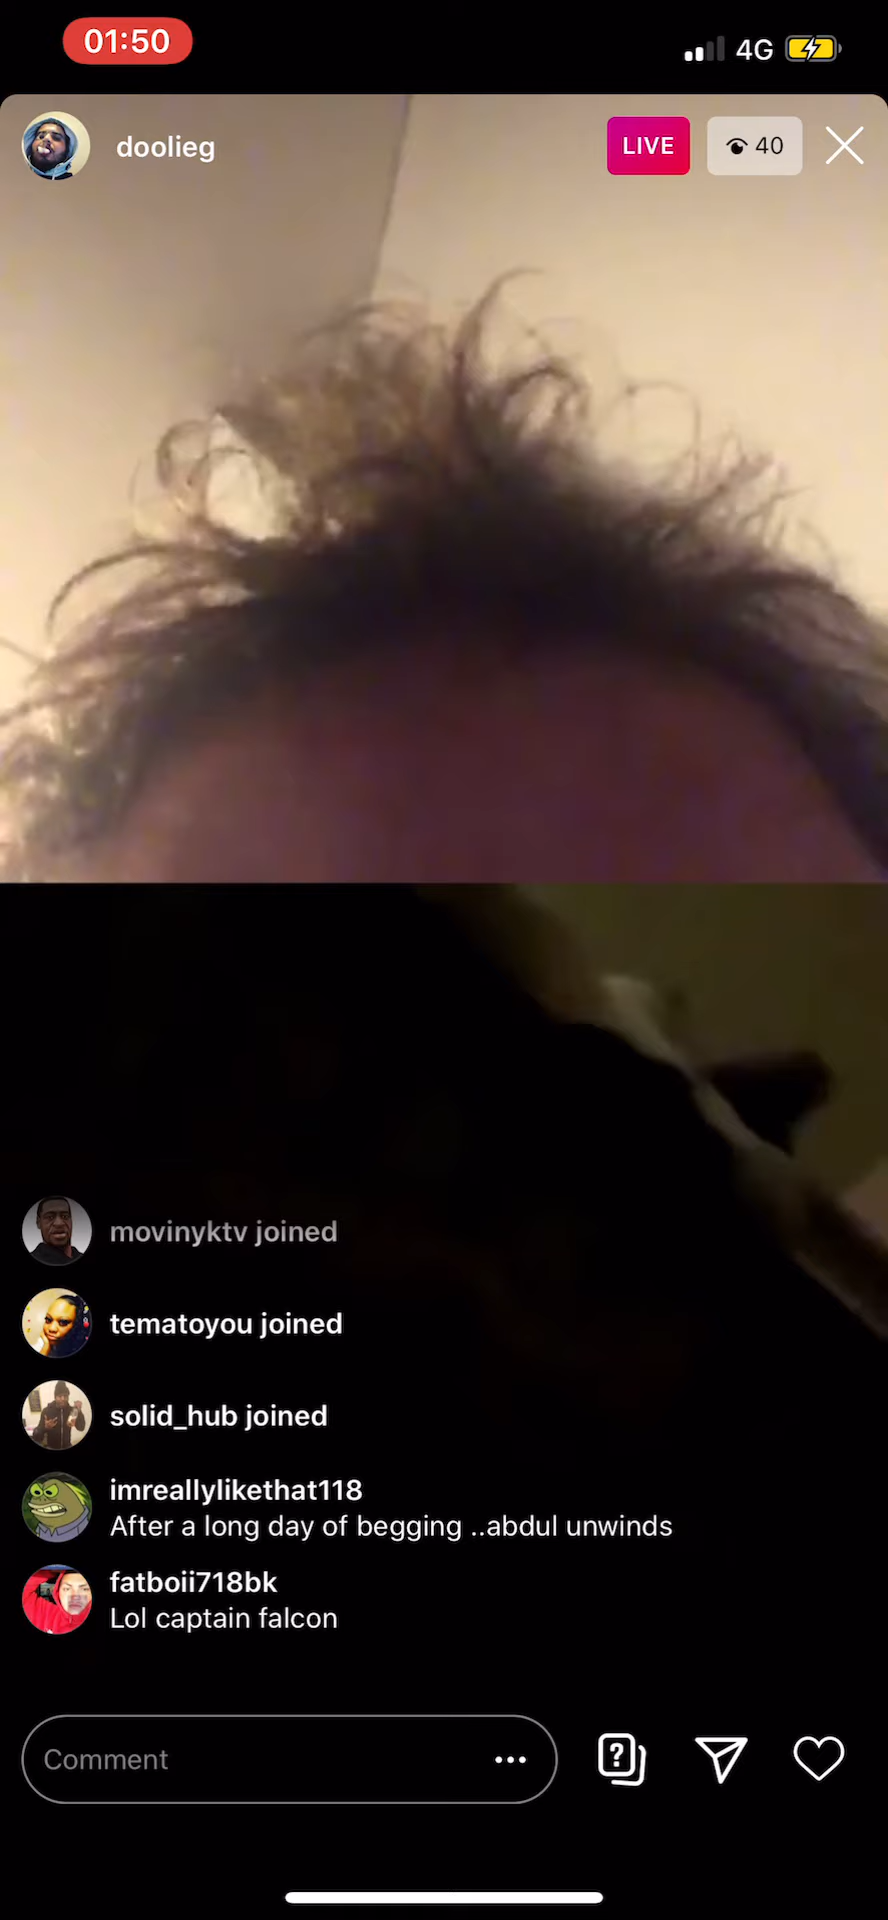 01:50
4G
doolieg
LIVE
40
movinyktv joined
tematoyou joined
solid_hub joined
imreallylikethat118
After a long day of begging ..abdul unwinds
fatboii718bk
Lol captain falcon
Comment